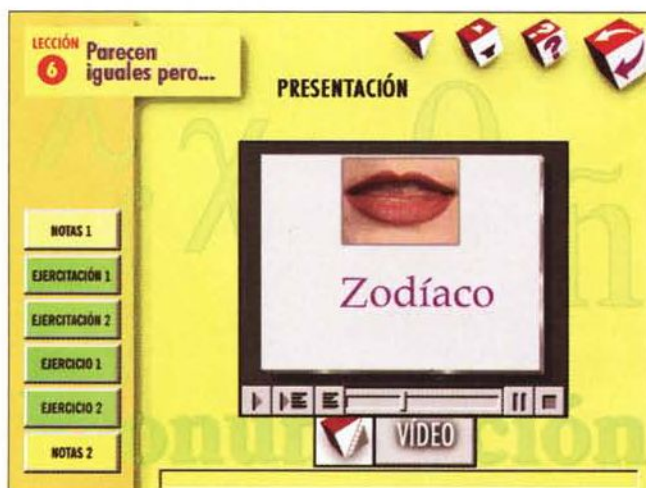 LECCIÓN
6
Parecen
iguales pero...
PRESENTACIÓN
Zodíaco
NOTAS 1
EJERCITACIÓN 1
EJERCITACIÓN 2
EJERCICIO 1
EJERCICIO 2
NOTAS 2
VÍDEO